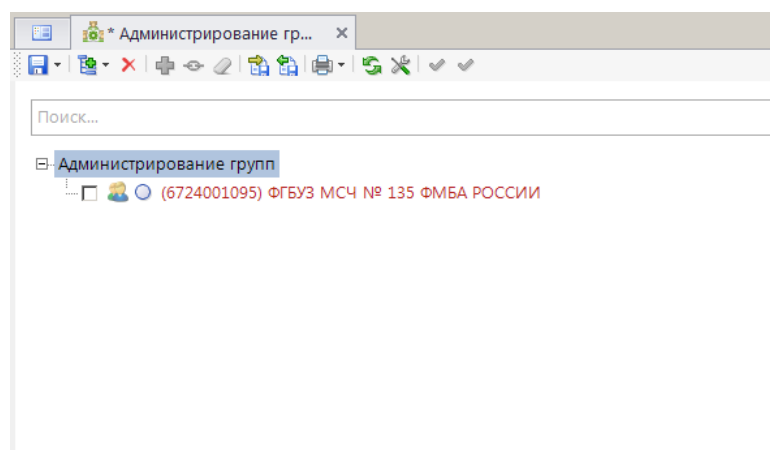 * Администрирование гр...
Поиск...
Администрирование групп
(6724001095) ФГБУЗ МСЧ № 135 ФМБА РОССИИ